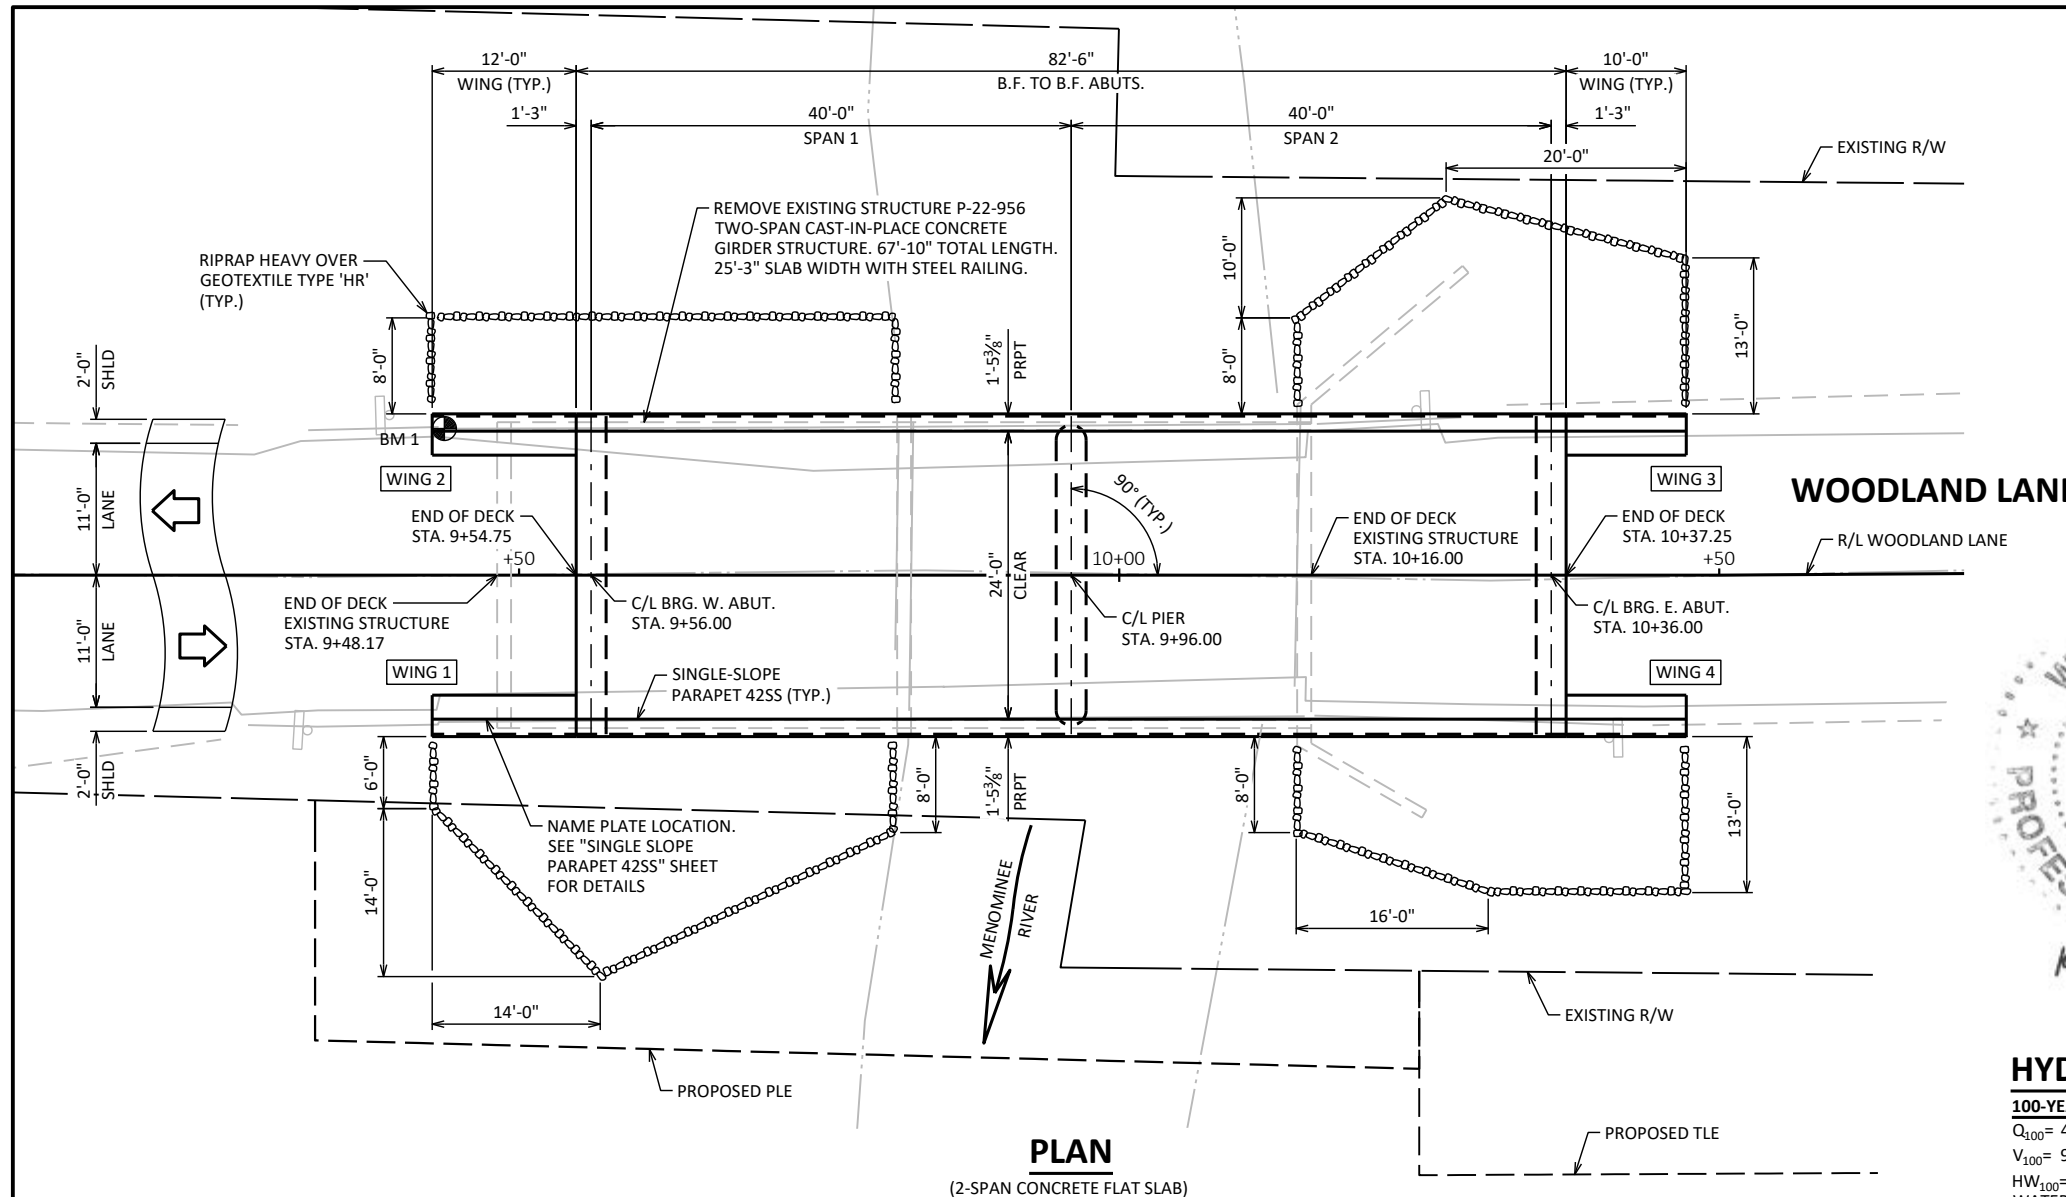 12'-0"
WING (TYP.)
82'-6"
B.F. TO B.F. ABUTS.
10'-0"
WING (TYP.)
1'-3"
40'-0"
SPAN 1
40'-0"
SPAN 2
1'-3"
20'-0"
EXISTING R/W
REMOVE EXISTING STRUCTURE P-22-956
TWO-SPAN CAST-IN-PLACE CONCRETE
GIRDER STRUCTURE. 67'-10" TOTAL LENGTH.
25'-3" SLAB WIDTH WITH STEEL RAILING.
RIPRAP HEAVY OVER
GEOTEXTILE TYPE 'HR'
(TYP.)
10'-0"
8'-0"
13'-0"
8'-0"
1'-5⅜"
PRPT
2'-0"
SHLD
11'-0"
LANE
11'-0"
LANE
2'-0"
SHLD
BM 1
WING 2
WING 3
WOODLAND LANE
90° (TYP.)
END OF DECK
STA. 9+54.75
+50
24'-0"
CLEAR
10+00
END OF DECK
EXISTING STRUCTURE
STA. 10+16.00
END OF DECK
STA. 10+37.25
+50
R/L WOODLAND LANE
END OF DECK
EXISTING STRUCTURE
STA. 9+48.17
C/L BRG. W. ABUT.
STA. 9+56.00
C/L PIER
STA. 9+96.00
C/L BRG. E. ABUT.
STA. 10+36.00
WING 1
SINGLE-SLOPE
PARAPET 42SS (TYP.)
WING 4
6'-0"
14'-0"
8'-0"
1'-5⅜"
PRPT
8'-0"
13'-0"
NAME PLATE LOCATION.
SEE "SINGLE SLOPE
PARAPET 42SS" SHEET
FOR DETAILS
MENOMINEE
RIVER
14'-0"
16'-0"
EXISTING R/W
PROPOSED PLE
PROPOSED TLE
PLAN
(2-SPAN CONCRETE FLAT SLAB)
HYD
100-YE
Q100= 4
V100= 9
HW100=